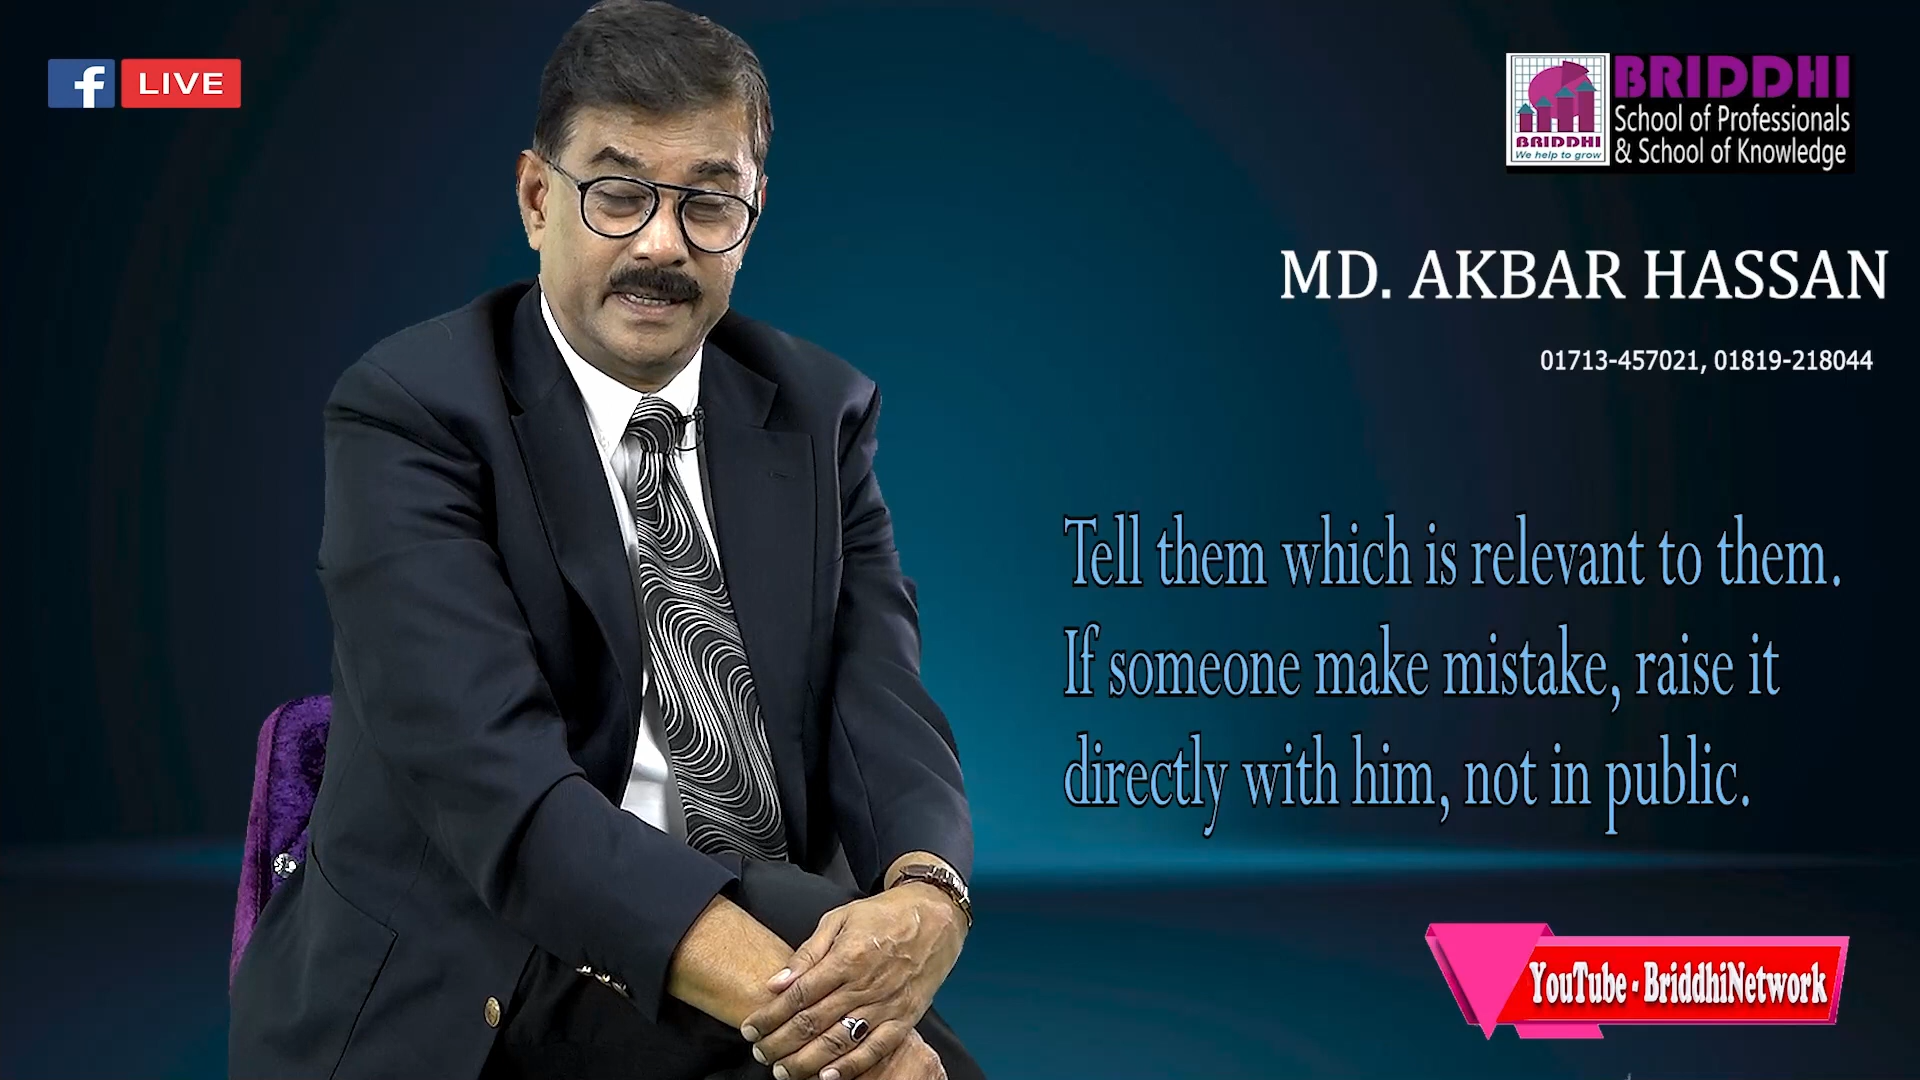 f LIVE
BRIDDHI
School of Professionals
& School of Knowledge
BRIDDHI
We help to grow
MD. AKBAR HASSAN
01713-457021, 01819-218044
Tell them which is relevant to them.
If someone make mistake, raise it
directly with him, not in public.
YouTube - BriddhiNetwork